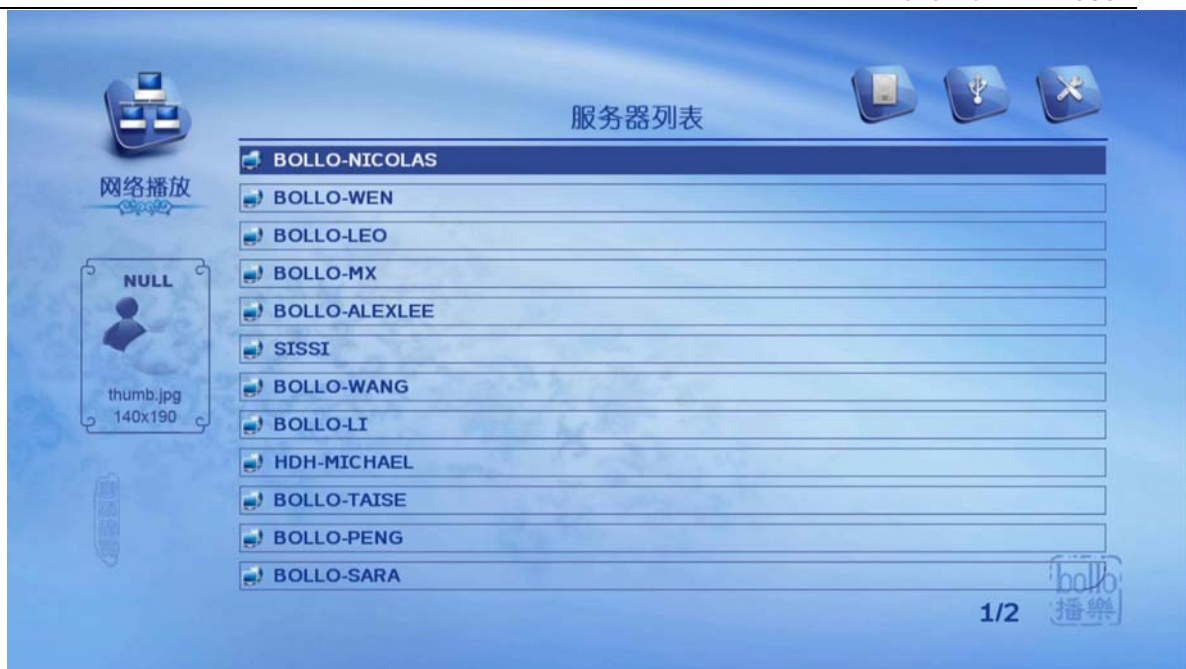 服务器列表
网络播放
BOLLO-NICOLAS
BOLLO-WEN
BOLLO-LEO
BOLLO-MX
BOLLO-ALEXLEE
SISSI
BOLLO-WANG
BOLLO-LI
HDH-MICHAEL
BOLLO-TAISE
BOLLO-PENG
BOLLO-SARA
NULL
thumb.jpg
140x190
1/2
bollo
播樂